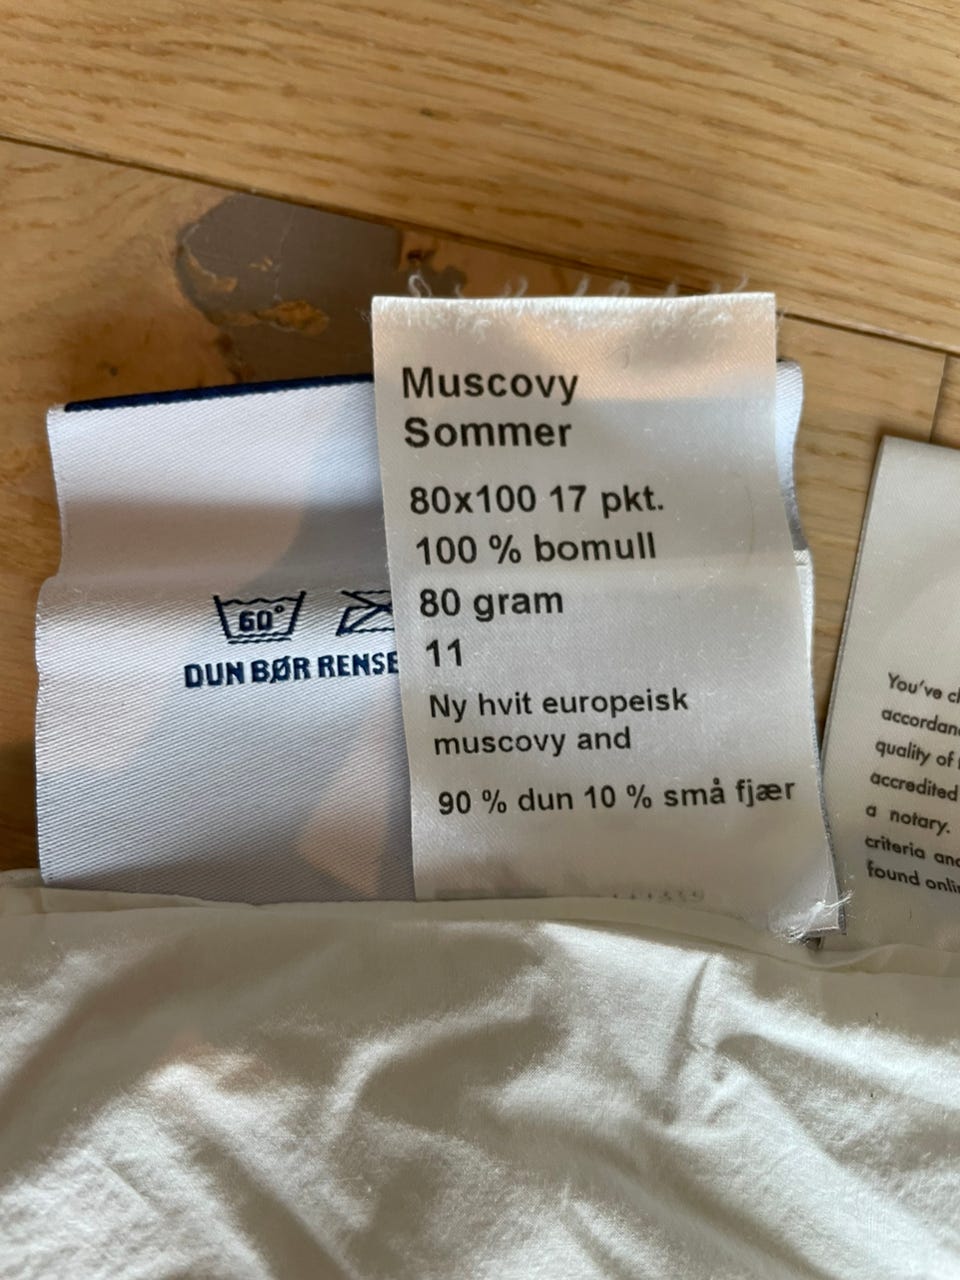 Muscovy
Sommer
80x100 17 pkt.
100 % bomull
80 gram
11
Ny hvit europeisk
muscovy and
90 % dun 10 % små fjær
60°
DUN BØR RENSE
You've
accordan
quality of
accredited
a notary.
criteria and
found onli